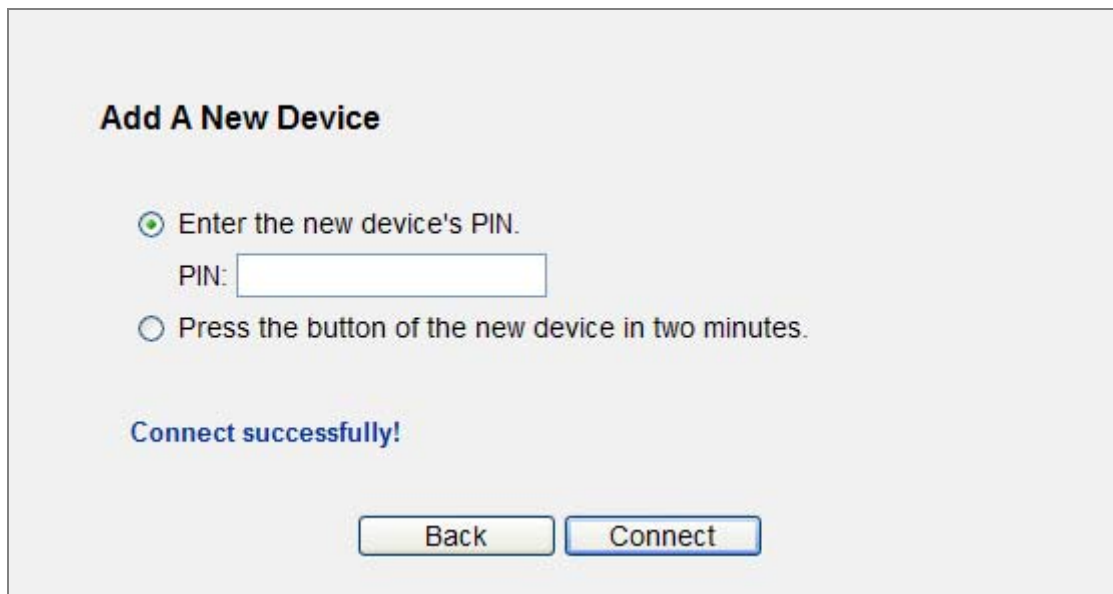 Add A New Device
Enter the new device's PIN.
PIN:
Press the button of the new device in two minutes.
Connect successfully!
Back Connect